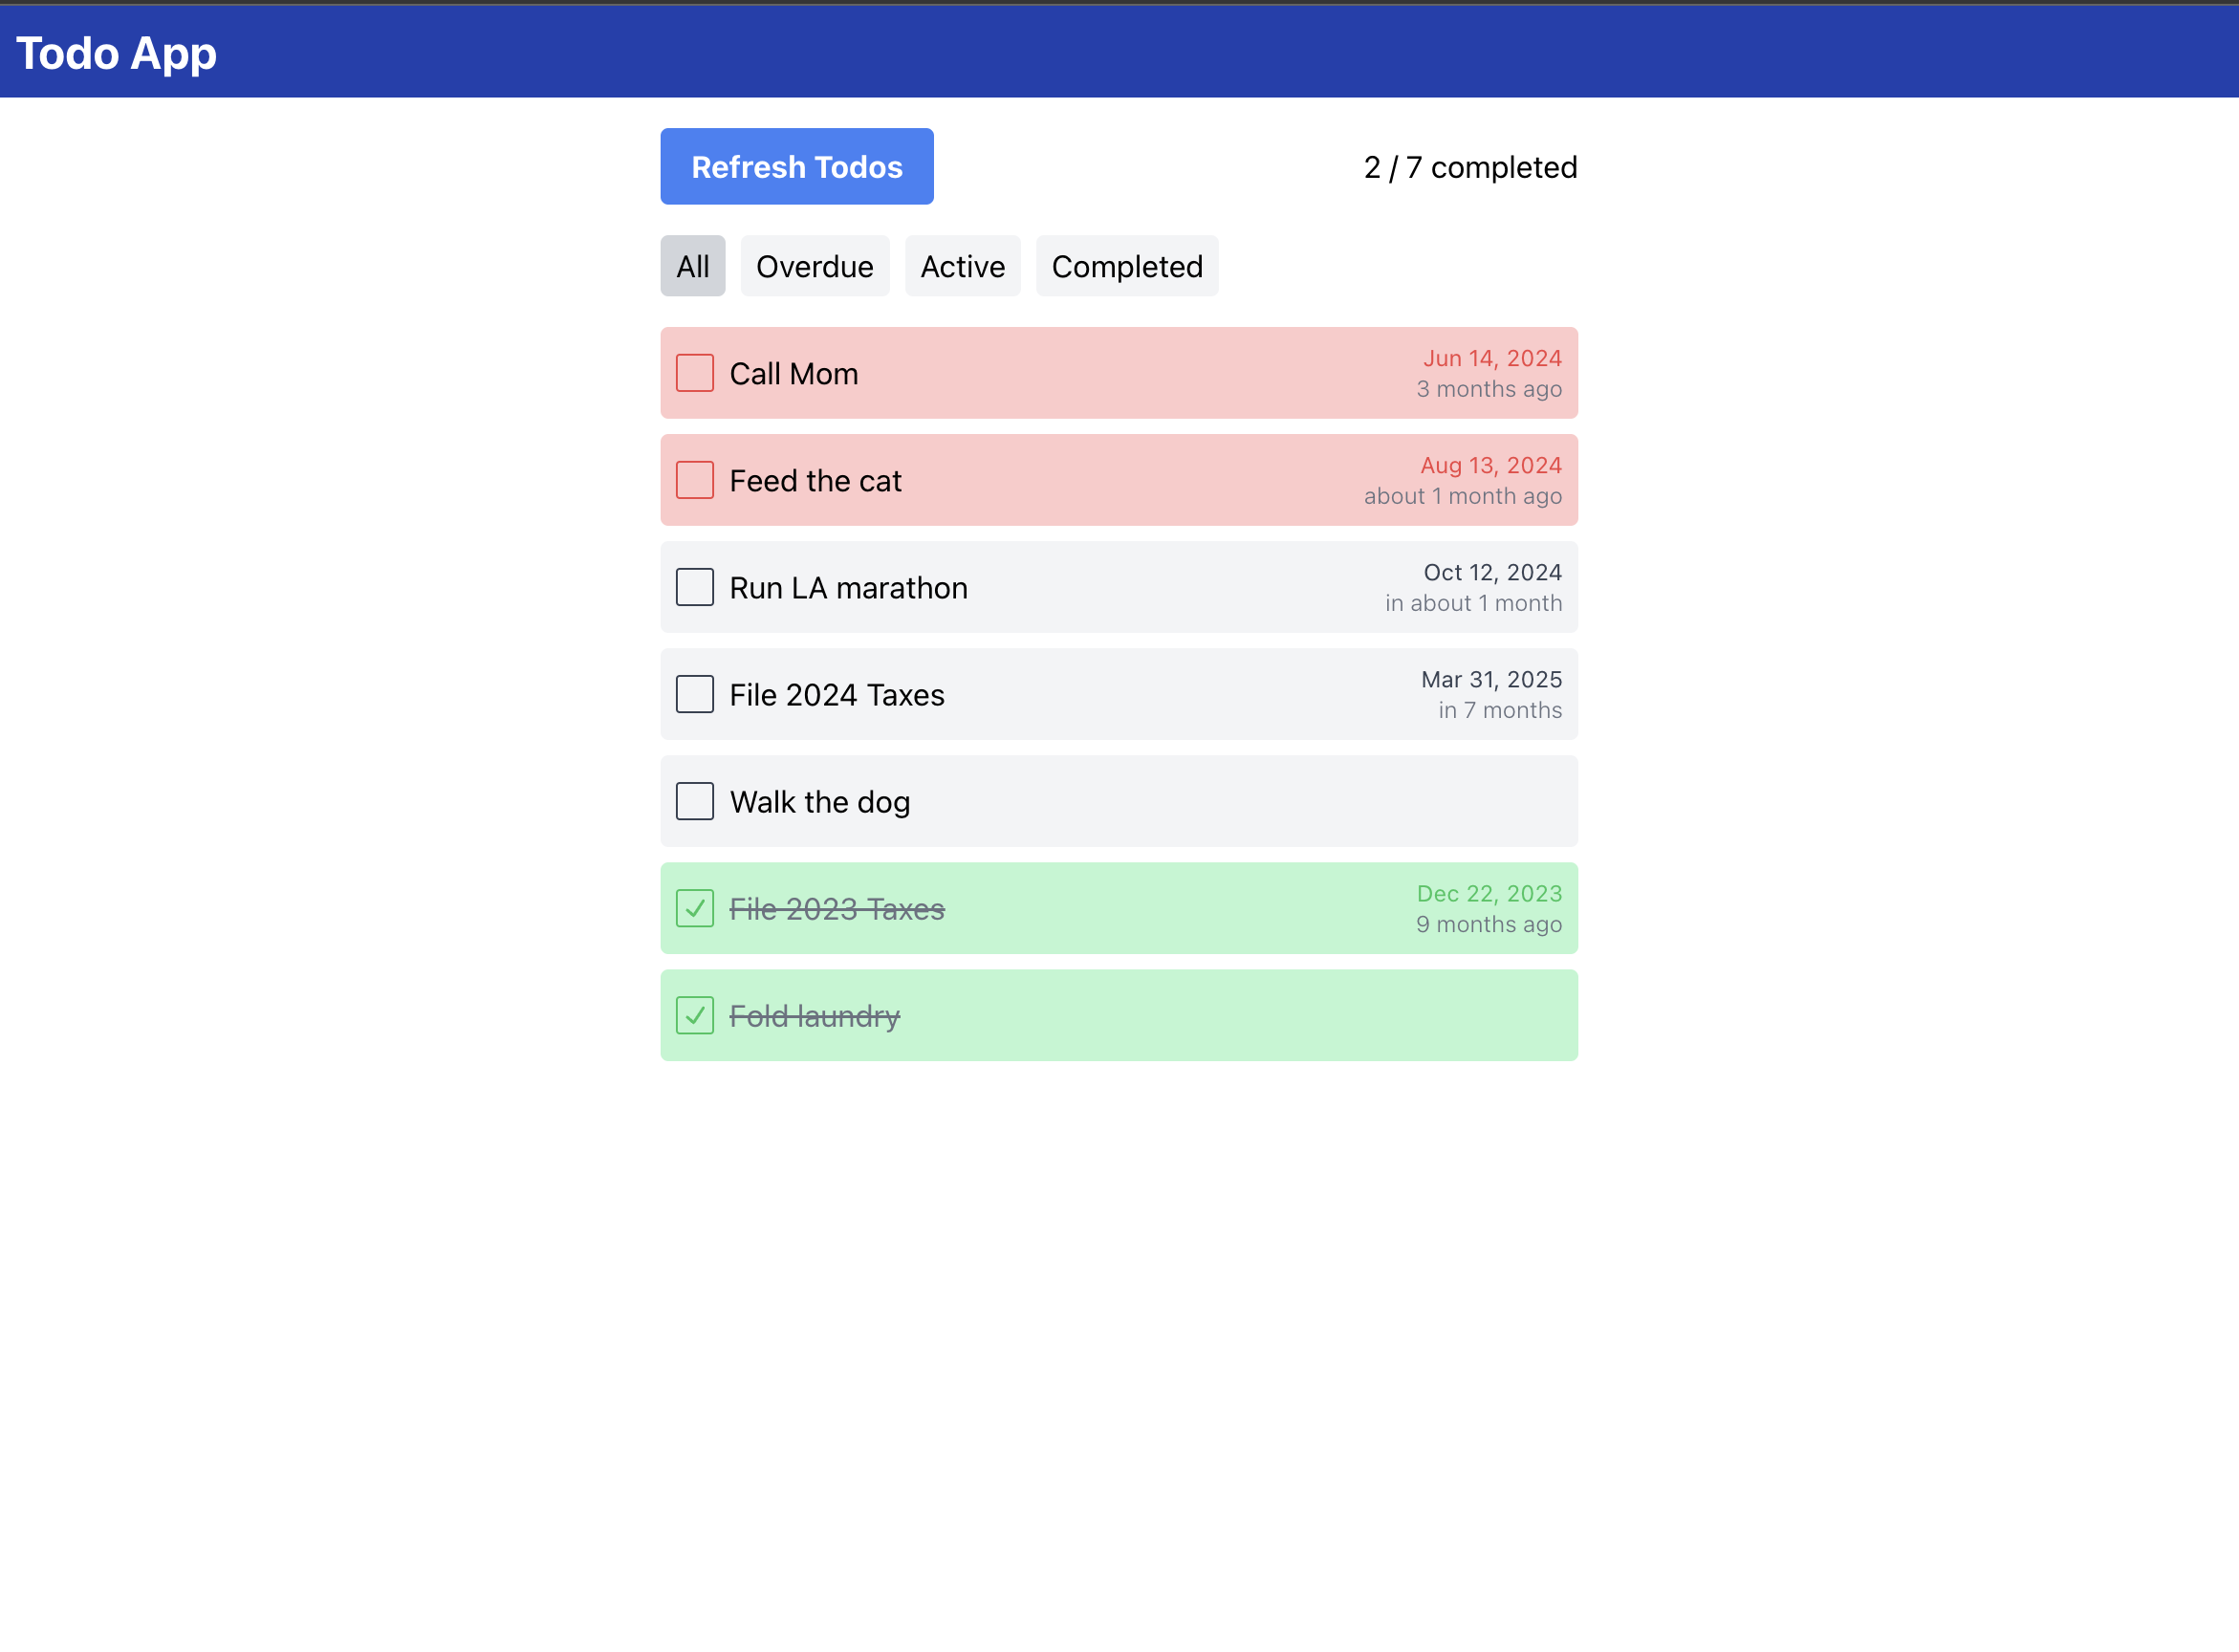 Todo App
Refresh Todos
2 / 7 completed
All Overdue Active Completed
Call Mom
Jun 14, 2024
3 months ago
Feed the cat
Aug 13, 2024
about 1 month ago
Run LA marathon
Oct 12, 2024
in about 1 month
File 2024 Taxes
Mar 31, 2025
in 7 months
Walk the dog
File 2023 Taxes
Dec 22, 2023
9 months ago
Fold laundry